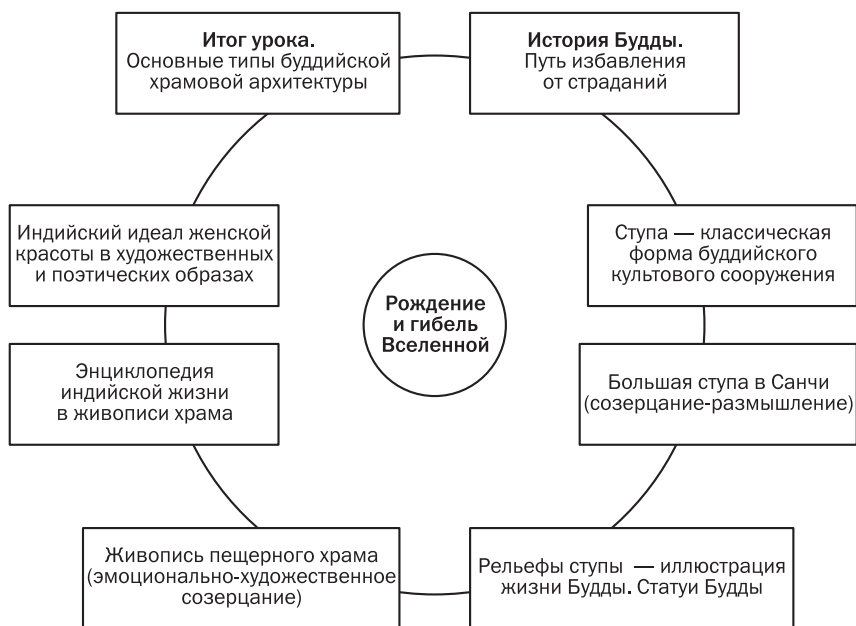 Итог урока.
Основные типы буддийской
храмовой архитектуры
История Будды.
Путь избавления
от страданий
Индийский идеал женской
красоты в художественных
и поэтических образах
Ступа — классическая
форма буддийского
культового сооружения
Рождение
и гибель
Вселенной
Энциклопедия
индийской жизни
в живописи храма
Большая ступа в Санчи
(созерцание-размышление)
Живопись пещерного храма
(эмоционально-художественное
созерцание)
Рельефы ступы — иллюстрация
жизни Будды. Статуи Будды